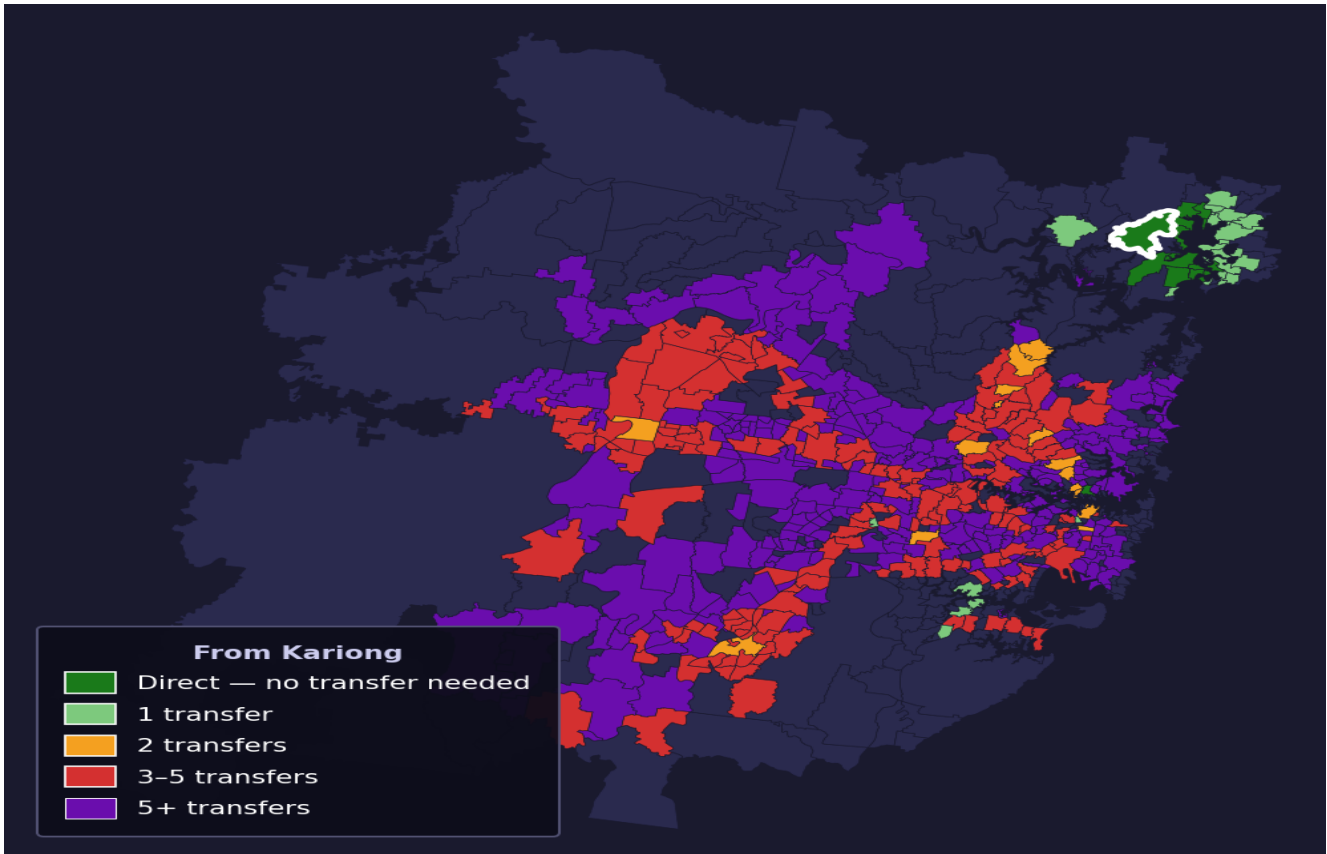 From Kariong
Direct — no transfer needed
1 transfer
2 transfers
3–5 transfers
5+ transfers